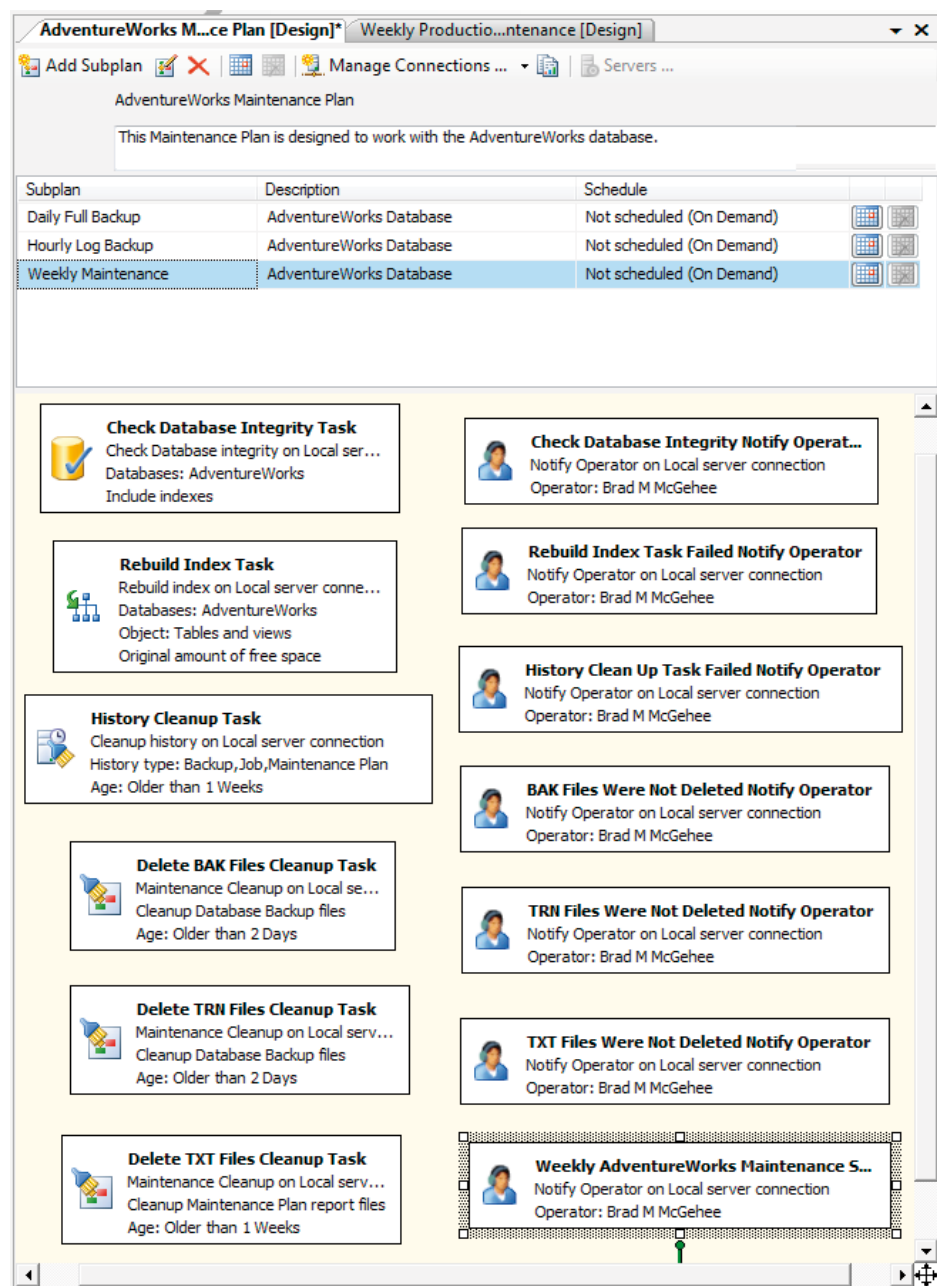 AdventureWorks M...ce Plan [Design]* Weekly Productio...ntenance [Design]
Add Subplan Manage Connections ... Servers ...
AdventureWorks Maintenance Plan
This Maintenance Plan is designed to work with the AdventureWorks database.
Subplan Description Schedule
Daily Full Backup AdventureWorks Database Not scheduled (On Demand)
Hourly Log Backup AdventureWorks Database Not scheduled (On Demand)
Weekly Maintenance AdventureWorks Database Not scheduled (On Demand)
Check Database Integrity Task
Check Database integrity on Local ser...
Databases: AdventureWorks
Include indexes
Check Database Integrity Notify Operat...
Notify Operator on Local server connection
Operator: Brad M McGehee
Rebuild Index Task
Rebuild index on Local server conne...
Databases: AdventureWorks
Object: Tables and views
Original amount of free space
Rebuild Index Task Failed Notify Operator
Notify Operator on Local server connection
Operator: Brad M McGehee
History Cleanup Task
Cleanup history on Local server connection
History type: Backup,Job,Maintenance Plan
Age: Older than 1 Weeks
History Clean Up Task Failed Notify Operator
Notify Operator on Local server connection
Operator: Brad M McGehee
BAK Files Were Not Deleted Notify Operator
Notify Operator on Local server connection
Operator: Brad M McGehee
Delete BAK Files Cleanup Task
Maintenance Cleanup on Local se...
Cleanup Database Backup files
Age: Older than 2 Days
TRN Files Were Not Deleted Notify Operator
Notify Operator on Local server connection
Operator: Brad M McGehee
Delete TRN Files Cleanup Task
Maintenance Cleanup on Local serv...
Cleanup Database Backup files
Age: Older than 2 Days
TXT Files Were Not Deleted Notify Operator
Notify Operator on Local server connection
Operator: Brad M McGehee
Delete TXT Files Cleanup Task
Maintenance Cleanup on Local serv...
Cleanup Maintenance Plan report files
Age: Older than 1 Weeks
Weekly AdventureWorks Maintenance S...
Notify Operator on Local server connection
Operator: Brad M McGehee